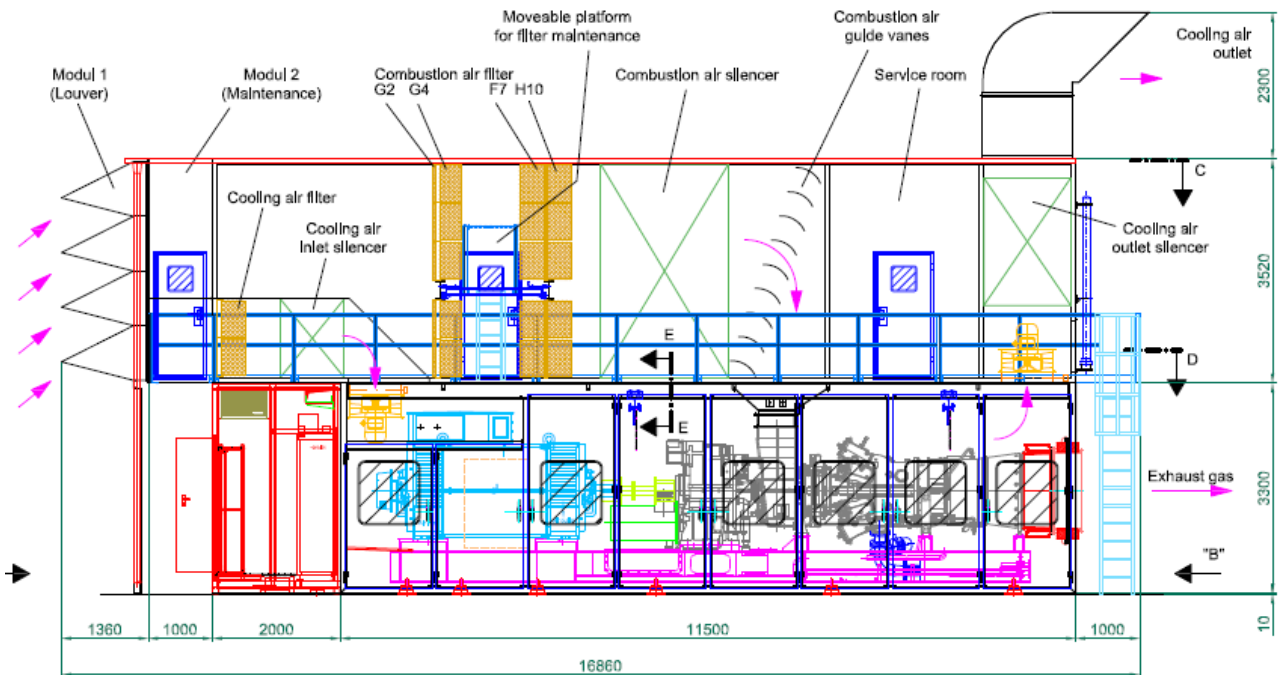 Moveable platform
for filter maintenance
Combustion air
guide vanes
Cooling air
outlet
Modul 1
(Louver)
Modul 2
(Maintenance)
Combustion air filter
G2 G4 F7 H10
Combustion air silencer
Service room
2300
C
Cooling air filter
Cooling air
inlet silencer
Cooling air
outlet silencer
3520
E
D
E
Exhaust gas
3300
"B"
10
1360
1000
2000
11500
1000
16860